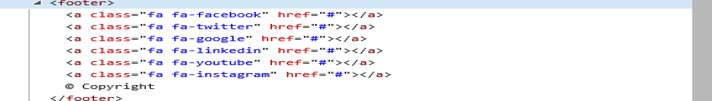 <footer>
<a class="fa fa-facebook" href="#"></a>
<a class="fa fa-twitter" href="#"></a>
<a class="fa fa-google" href="#"></a>
<a class="fa fa-linkedin" href="#"></a>
<a class="fa fa-youtube" href="#"></a>
<a class="fa fa-instagram" href="#"></a>
© Copyright
</footer>